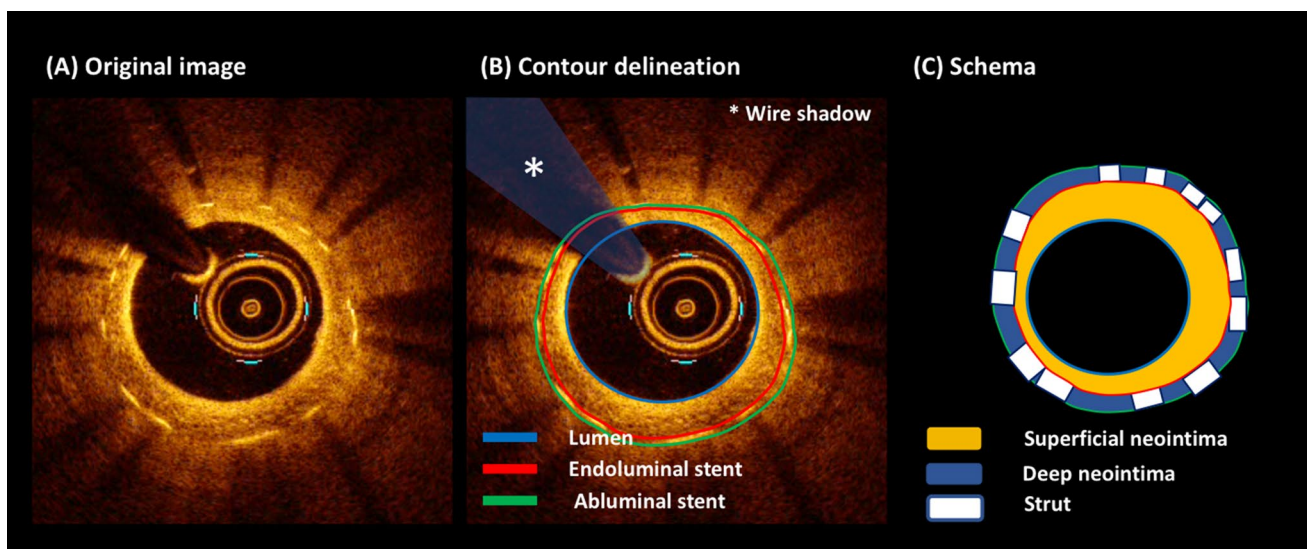 (A) Original image
(B) Contour delineation
(C) Schema
* Wire shadow
*
Lumen
Endoluminal stent
Abluminal stent
Superficial neointima
Deep neointima
Strut